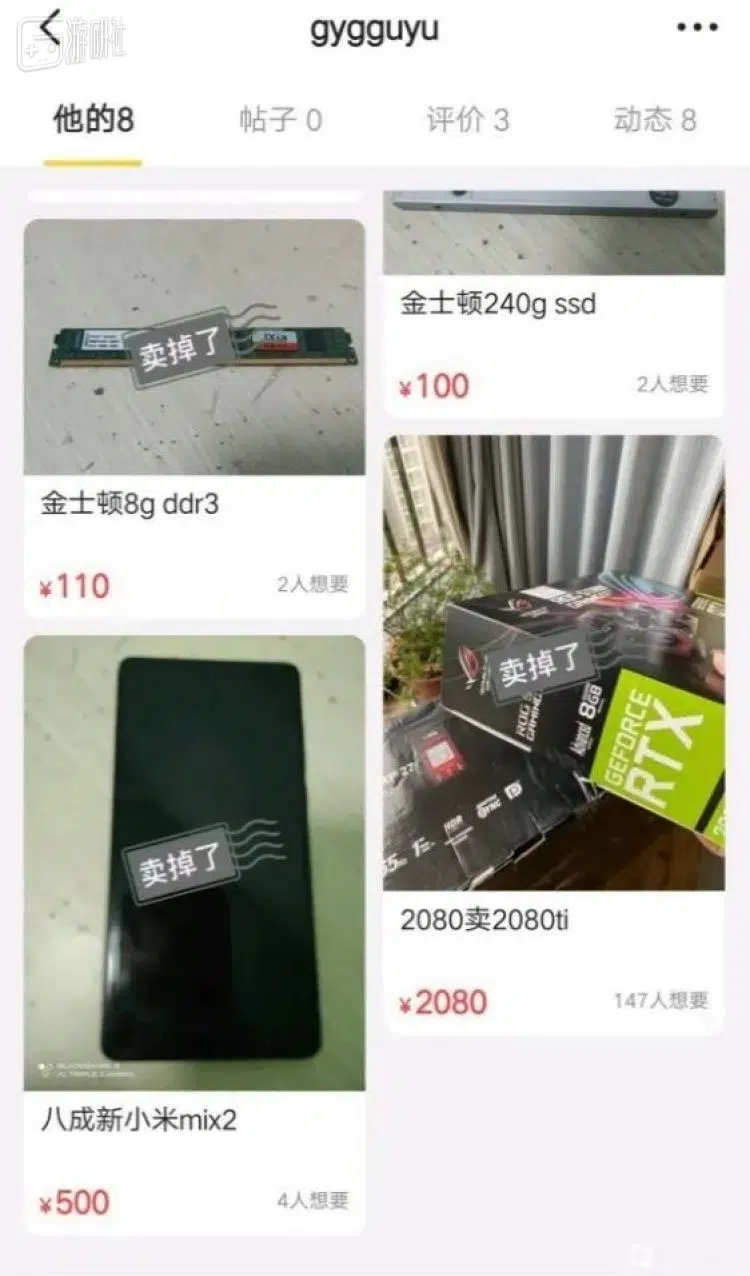 游研社
gygguyu
他的8
帖子 0
评价 3
动态 8
卖掉了
金士顿8g ddr3
¥110
2人想要
金士顿240g ssd
¥100
2人想要
卖掉了
ROG
GAMING
Advanced 8GB
GEFORCE
RTX
HDR
2080卖2080ti
¥2080
147人想要
卖掉了
八成新小米mix2
¥500
4人想要